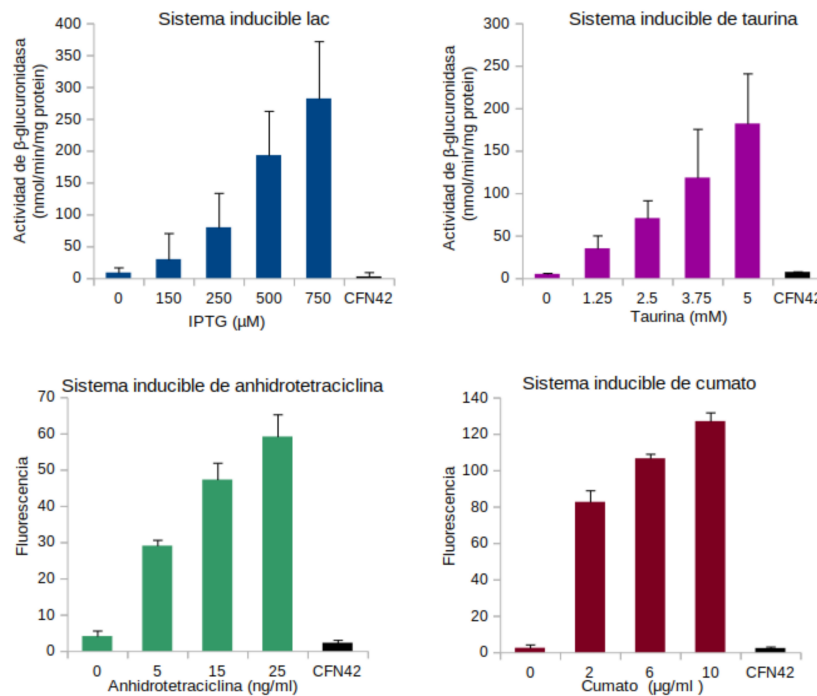 Sistema inducible lac
Actividad de β-glucuronidasa
(nmol/min/mg protein)
400
350
300
250
200
150
100
50
0
0 150 250 500 750 CFN42
IPTG (µM)
Sistema inducible de taurina
Actividad de β-glucuronidasa
(nmol/min/mg protein)
300
250
200
150
100
50
0
0 1.25 2.5 3.75 5 CFN42
Taurina (mM)
Sistema inducible de anhidrotetraciclina
Fluorescencia
70
60
50
40
30
20
10
0
0 5 15 25 CFN42
Anhidrotetraciclina (ng/ml)
Sistema inducible de cumato
Fluorescencia
140
120
100
80
60
40
20
0
0 2 6 10 CFN42
Cumato (µg/ml )